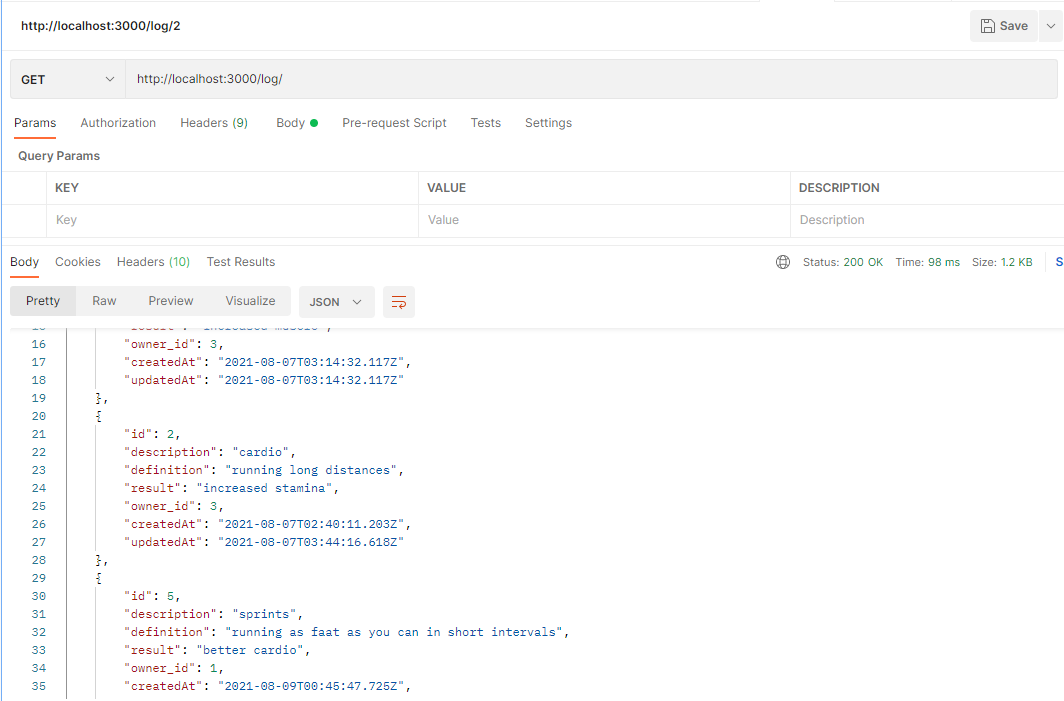 http://localhost:3000/log/2
Save
GET
http://localhost:3000/log/
Params Authorization Headers (9) Body Pre-request Script Tests Settings
Query Params
KEY VALUE DESCRIPTION
Key Value Description
Body Cookies Headers (10) Test Results Status: 200 OK Time: 98 ms Size: 1.2 KB S
Pretty Raw Preview Visualize JSON
16 "owner_id": 3,
17 "createdAt": "2021-08-07T03:14:32.117Z",
18 "updatedAt": "2021-08-07T03:14:32.117Z"
19 },
20 {
21 "id": 2,
22 "description": "cardio",
23 "definition": "running long distances",
24 "result": "increased stamina",
25 "owner_id": 3,
26 "createdAt": "2021-08-07T02:40:11.203Z",
27 "updatedAt": "2021-08-07T03:44:16.618Z"
28 },
29 {
30 "id": 5,
31 "description": "sprints",
32 "definition": "running as faat as you can in short intervals",
33 "result": "better cardio",
34 "owner_id": 1,
35 "createdAt": "2021-08-09T00:45:47.725Z",